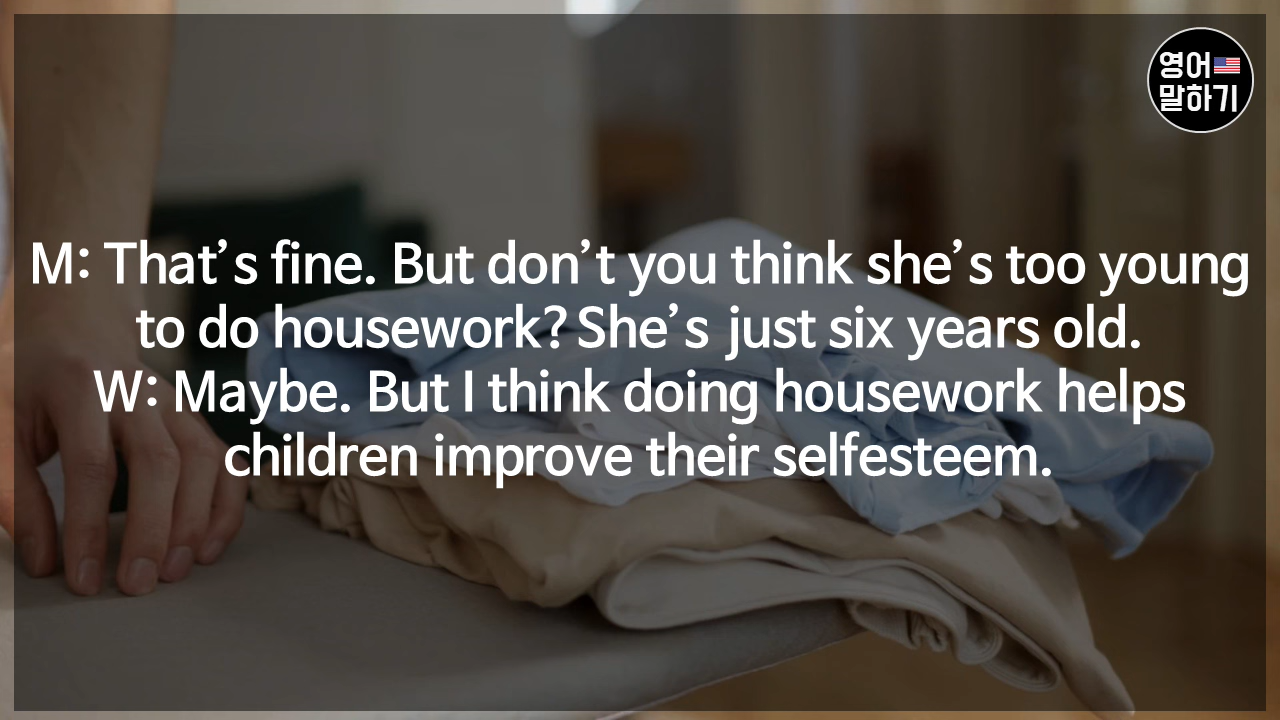 영어
말하기
M: That’s fine. But don’t you think she’s too young
to do housework? She’s just six years old.
W: Maybe. But I think doing housework helps
children improve their selfesteem.